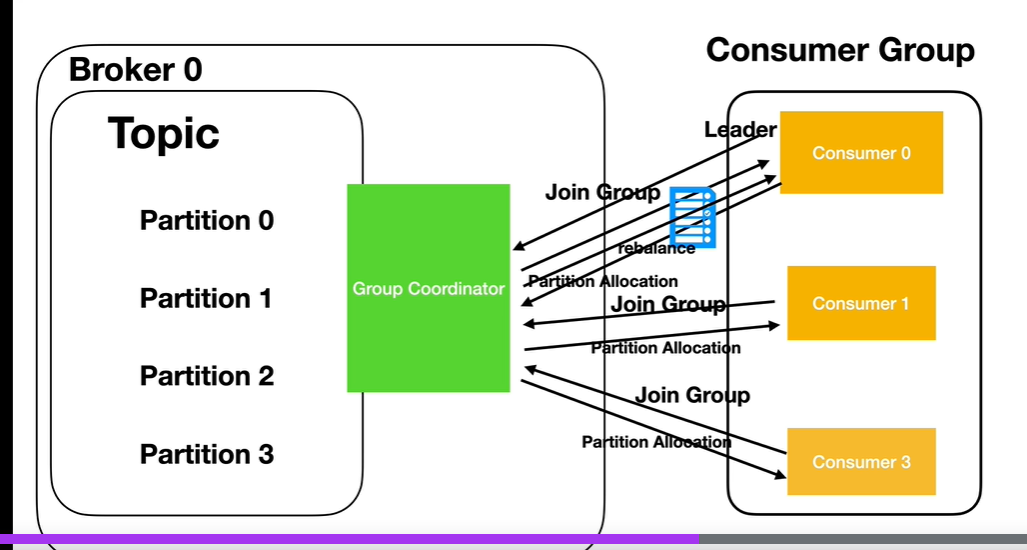 Consumer Group
Broker 0
Topic
Leader
Consumer 0
Join Group
Partition 0
rebalance
Partition Allocation
Group Coordinator
Partition 1
Join Group
Consumer 1
Partition Allocation
Partition 2
Join Group
Partition Allocation
Partition 3
Consumer 3